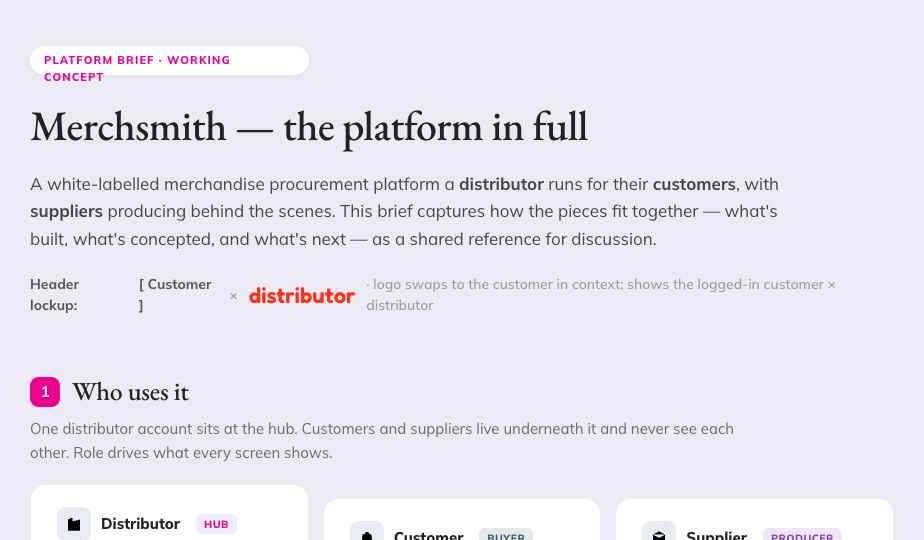 PLATFORM BRIEF · WORKING
CONCEPT
Merchsmith — the platform in full
A white-labelled merchandise procurement platform a distributor runs for their customers, with
suppliers producing behind the scenes. This brief captures how the pieces fit together — what's
built, what's concepted, and what's next — as a shared reference for discussion.
Header lockup: [ Customer ] × distributor · logo swaps to the customer in context; shows the logged-in customer ×
distributor
1 Who uses it
One distributor account sits at the hub. Customers and suppliers live underneath it and never see each
other. Role drives what every screen shows.
Distributor HUB
Customer BUYER
Supplier PRODUCER